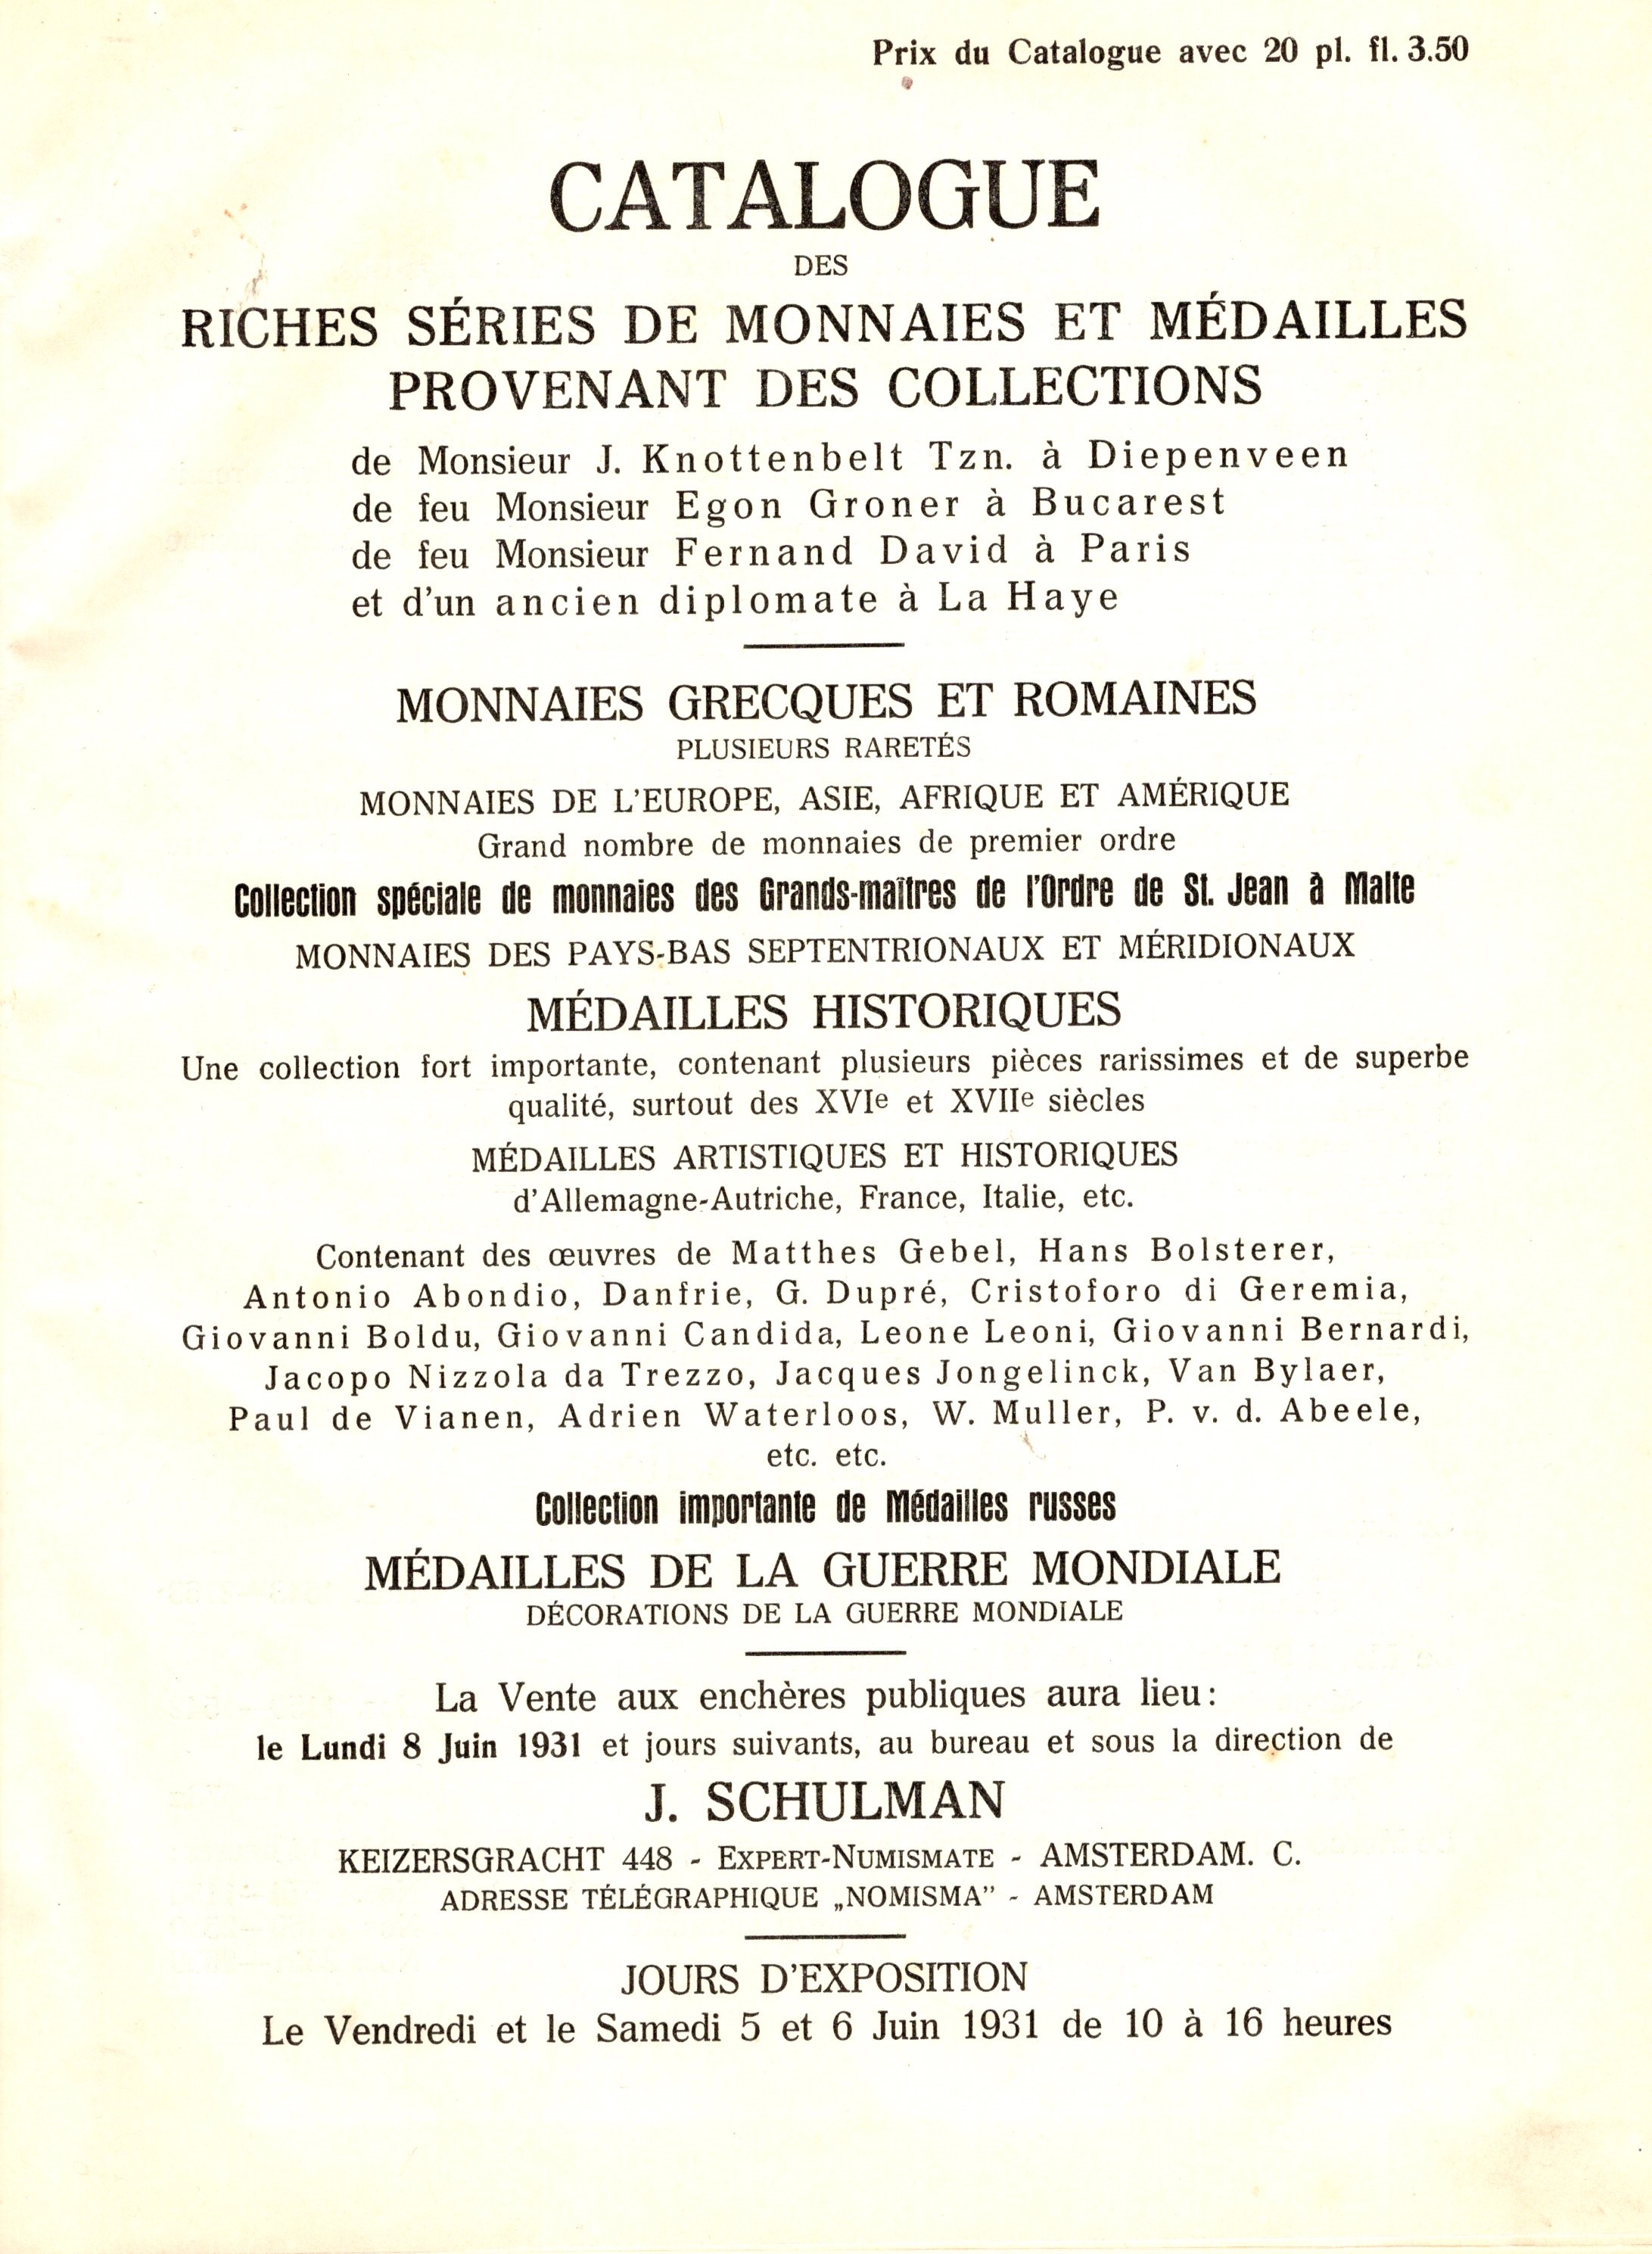 Prix du Catalogue avec 20 pl. fl. 3.50
CATALOGUE
DES
RICHES SÉRIES DE MONNAIES ET MÉDAILLES
PROVENANT DES COLLECTIONS
de Monsieur J. Knottenbelt Tzn. à Diepenveen
de feu Monsieur Egon Groner à Bucarest
de feu Monsieur Fernand David à Paris
et d'un ancien diplomate à La Haye
MONNAIES GRECQUES ET ROMAINES
PLUSIEURS RARETÉS
MONNAIES DE L'EUROPE, ASIE, AFRIQUE ET AMÉRIQUE
Grand nombre de monnaies de premier ordre
Collection spéciale de monnaies des Grands-maîtres de l'Ordre de St. Jean à Malte
MONNAIES DES PAYS-BAS SEPTENTRIONAUX ET MÉRIDIONAUX
MÉDAILLES HISTORIQUES
Une collection fort importante, contenant plusieurs pièces rarissimes et de superbe
qualité, surtout des XVIe et XVIIe siècles
MÉDAILLES ARTISTIQUES ET HISTORIQUES
d'Allemagne-Autriche, France, Italie, etc.
Contenant des œuvres de Matthes Gebel, Hans Bolsterer,
Antonio Abondio, Danfrie, G. Dupré, Cristoforo di Geremia,
Giovanni Boldu, Giovanni Candida, Leone Leoni, Giovanni Bernardi,
Jacopo Nizzola da Trezzo, Jacques Jongelinck, Van Bylaer,
Paul de Vianen, Adrien Waterloos, W. Muller, P. v. d. Abeele,
etc. etc.
Collection importante de Médailles russes
MÉDAILLES DE LA GUERRE MONDIALE
DÉCORATIONS DE LA GUERRE MONDIALE
La Vente aux enchères publiques aura lieu:
le Lundi 8 Juin 1931 et jours suivants, au bureau et sous la direction de
J. SCHULMAN
KEIZERSGRACHT 448 - EXPERT-NUMISMATE - AMSTERDAM. C.
ADRESSE TÉLÉGRAPHIQUE „NOMISMA” - AMSTERDAM
JOURS D'EXPOSITION
Le Vendredi et le Samedi 5 et 6 Juin 1931 de 10 à 16 heures